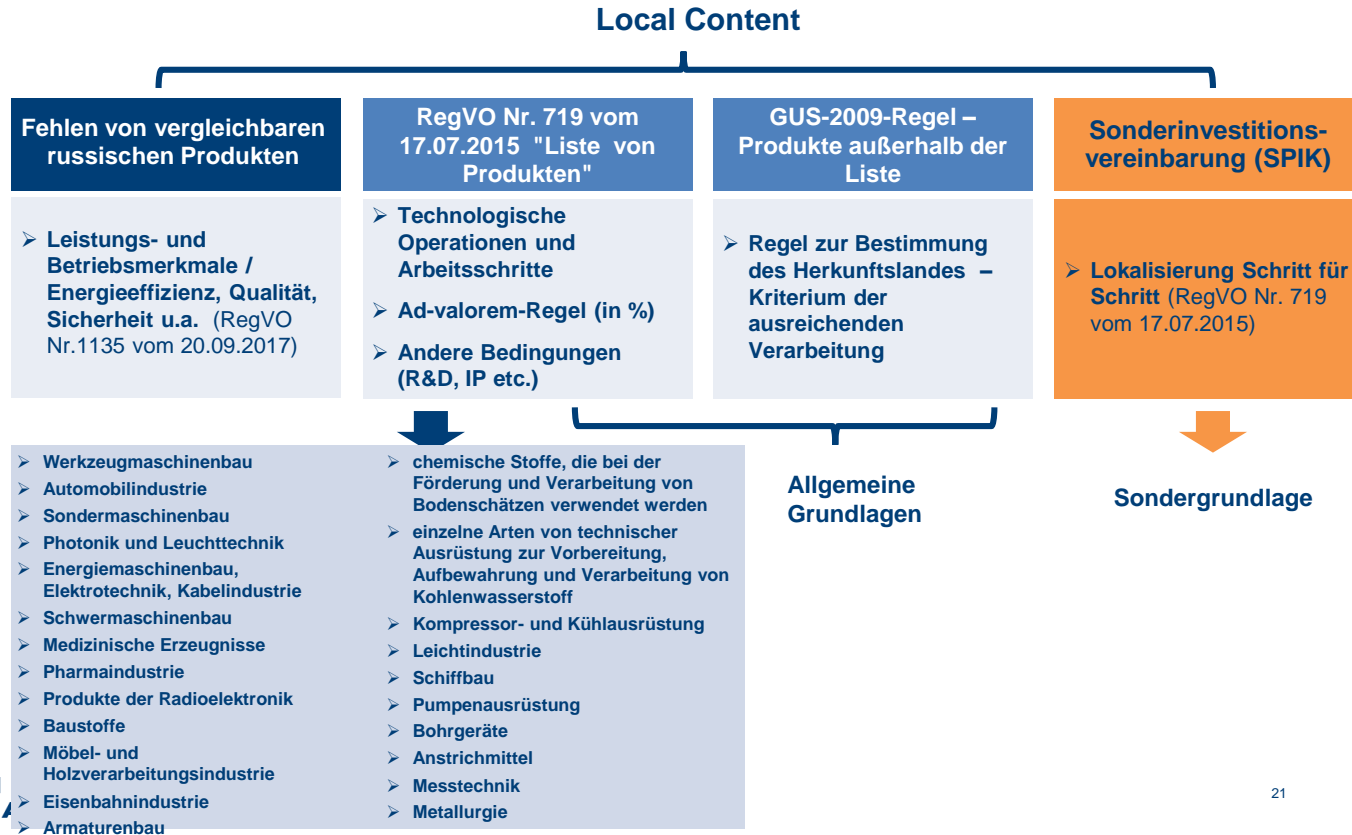 Local Content
Fehlen von vergleichbaren
russischen Produkten
➢ Leistungs- und
Betriebsmerkmale /
Energieeffizienz, Qualität,
Sicherheit u.a. (RegVO
Nr.1135 vom 20.09.2017)
RegVO Nr. 719 vom
17.07.2015 "Liste von
Produkten"
➢ Technologische
Operationen und
Arbeitsschritte
➢ Ad-valorem-Regel (in %)
➢ Andere Bedingungen
(R&D, IP etc.)
GUS-2009-Regel –
Produkte außerhalb der
Liste
➢ Regel zur Bestimmung
des Herkunftslandes –
Kriterium der
ausreichenden
Verarbeitung
Sonderinvestitions-
vereinbarung (SPIK)
➢ Lokalisierung Schritt für
Schritt (RegVO Nr. 719
vom 17.07.2015)
➢ Werkzeugmaschinenbau
➢ Automobilindustrie
➢ Sondermaschinenbau
➢ Photonik und Leuchttechnik
➢ Energiemaschinenbau,
Elektrotechnik, Kabelindustrie
➢ Schwermaschinenbau
➢ Medizinische Erzeugnisse
➢ Pharmaindustrie
➢ Produkte der Radioelektronik
➢ Baustoffe
➢ Möbel- und
Holzverarbeitungsindustrie
➢ Eisenbahnindustrie
➢ Armaturenbau
➢ chemische Stoffe, die bei der
Förderung und Verarbeitung von
Bodenschätzen verwendet werden
➢ einzelne Arten von technischer
Ausrüstung zur Vorbereitung,
Aufbewahrung und Verarbeitung von
Kohlenwasserstoff
➢ Kompressor- und Kühlausrüstung
➢ Leichtindustrie
➢ Schiffbau
➢ Pumpenausrüstung
➢ Bohrgeräte
➢ Anstrichmittel
➢ Messtechnik
➢ Metallurgie
Allgemeine
Grundlagen
Sondergrundlage
21